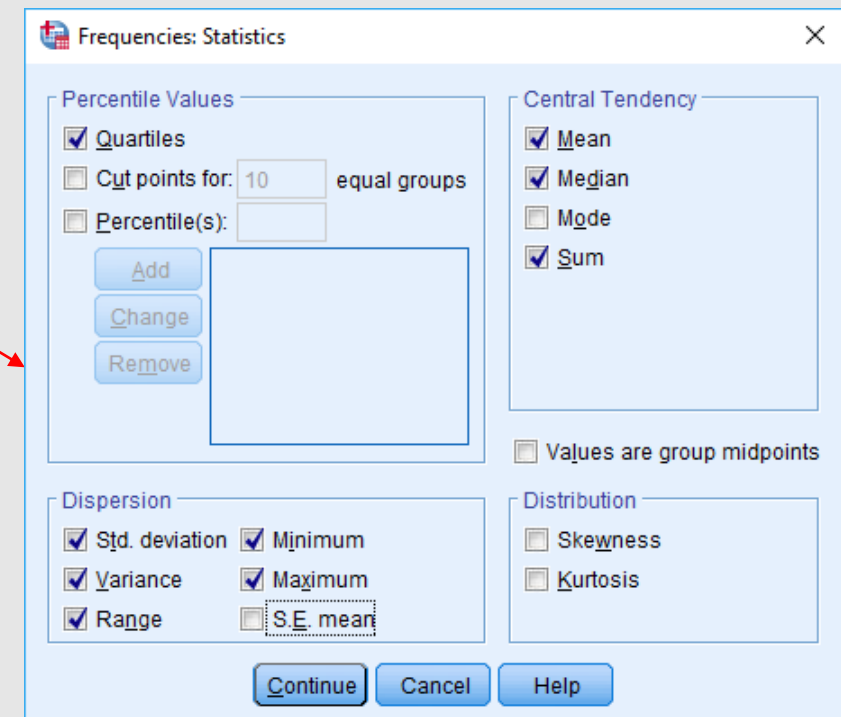 Frequencies: Statistics
Percentile Values
Quartiles
Cut points for: 10 equal groups
Percentile(s):
Add
Change
Remove
Central Tendency
Mean
Median
Mode
Sum
Values are group midpoints
Dispersion
Std. deviation Minimum
Variance Maximum
Range S.E. mean
Distribution
Skewness
Kurtosis
Continue Cancel Help